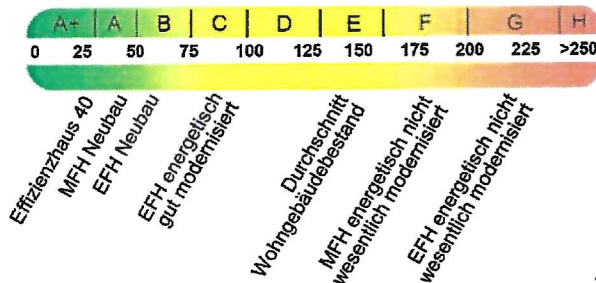 A+ A B C D E F G H
0 25 50 75 100 125 150 175 200 225 >250
Effizienzhaus 40
MFH Neubau
EFH Neubau
EFH energetisch
gut modernisiert
Durchschnitt
Wohngebäudebestand
MFH energetisch nicht
wesentlich modernisiert
EFH energetisch nicht
wesentlich modernisiert